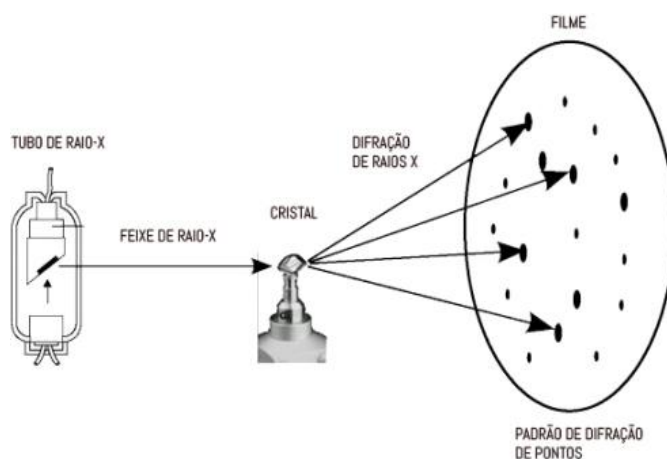 FILME
TUBO DE RAIO-X
DIFRAÇÃO
DE RAIOS X
CRISTAL
FEIXE DE RAIO-X
PADRÃO DE DIFRAÇÃO
DE PONTOS